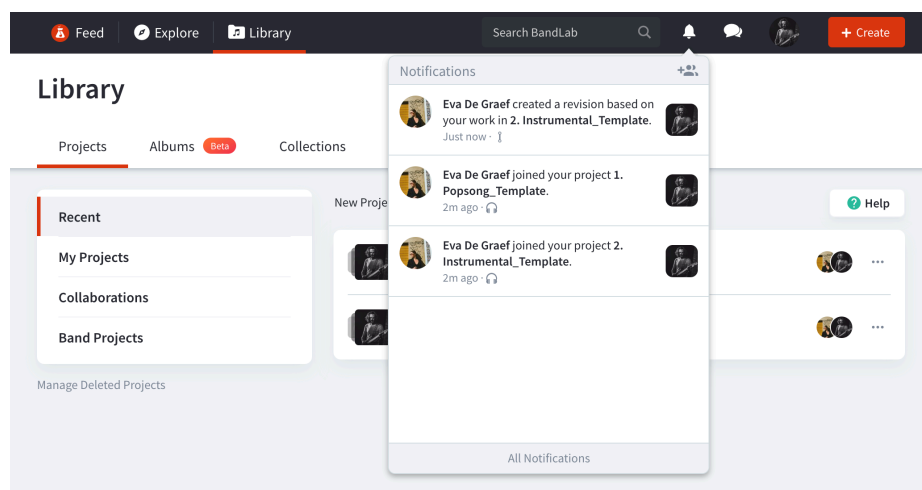 Feed
Explore
Library
Search BandLab
+ Create
Library
Projects
Albums Beta
Collections
Notifications
Eva De Graef created a revision based on
your work in 2. Instrumental_Template.
Just now ·
Eva De Graef joined your project 1.
Popsong_Template.
2m ago ·
Eva De Graef joined your project 2.
Instrumental_Template.
2m ago ·
All Notifications
Recent
My Projects
Collaborations
Band Projects
Manage Deleted Projects
New Proje
? Help